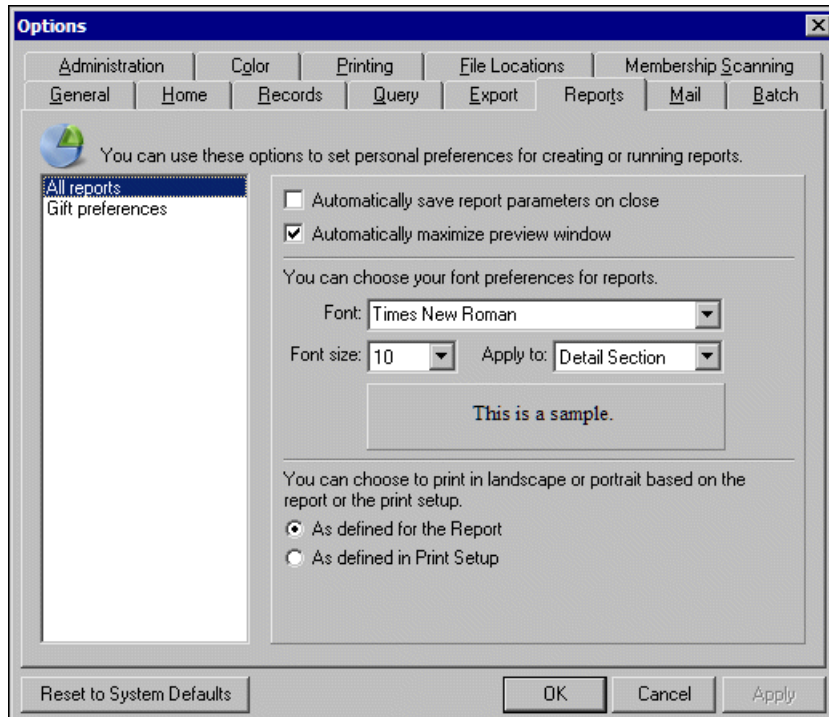 Options
Administration
Color
Printing
File Locations
Membership Scanning
General
Home
Records
Query
Export
Reports
Mail
Batch
You can use these options to set personal preferences for creating or running reports.
All reports
Gift preferences
Automatically save report parameters on close
Automatically maximize preview window
You can choose your font preferences for reports.
Font: Times New Roman
Font size: 10 Apply to: Detail Section
This is a sample.
You can choose to print in landscape or portrait based on the
report or the print setup.
As defined for the Report
As defined in Print Setup
Reset to System Defaults
OK
Cancel
Apply